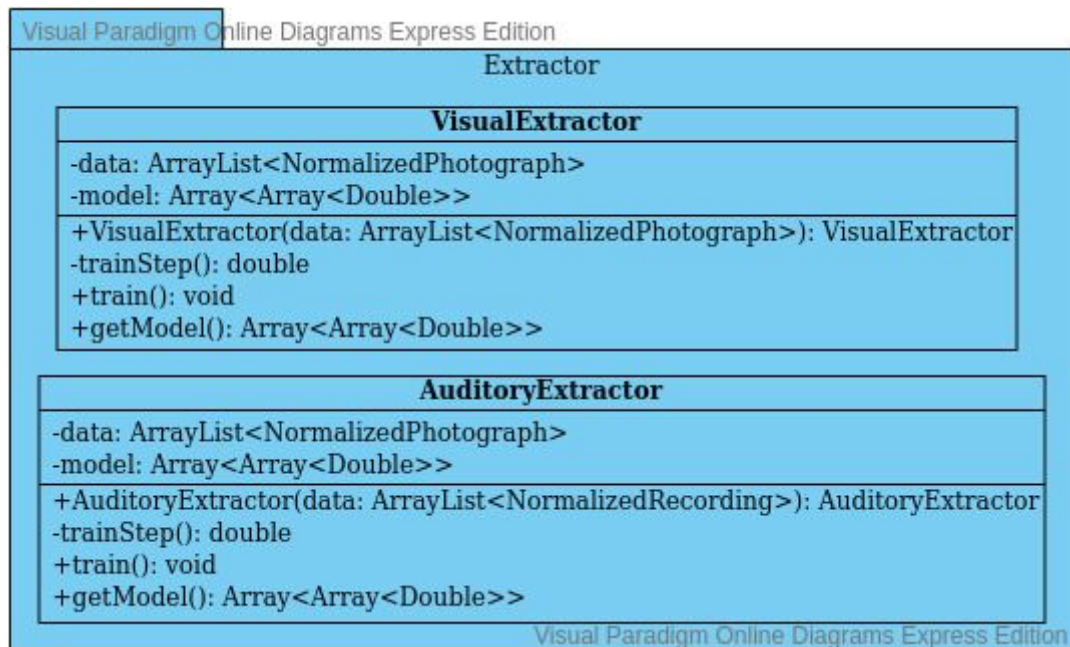 Visual Paradigm Online Diagrams Express Edition
Extractor
VisualExtractor
-data: ArrayList<NormalizedPhotograph>
-model: Array<Array<Double>>
+VisualExtractor(data: ArrayList<NormalizedPhotograph>): VisualExtractor
-trainStep(): double
+train(): void
+getModel(): Array<Array<Double>>
AuditoryExtractor
-data: ArrayList<NormalizedPhotograph>
-model: Array<Array<Double>>
+AuditoryExtractor(data: ArrayList<NormalizedRecording>): AuditoryExtractor
-trainStep(): double
+train(): void
+getModel(): Array<Array<Double>>
Visual Paradigm Online Diagrams Express Edition